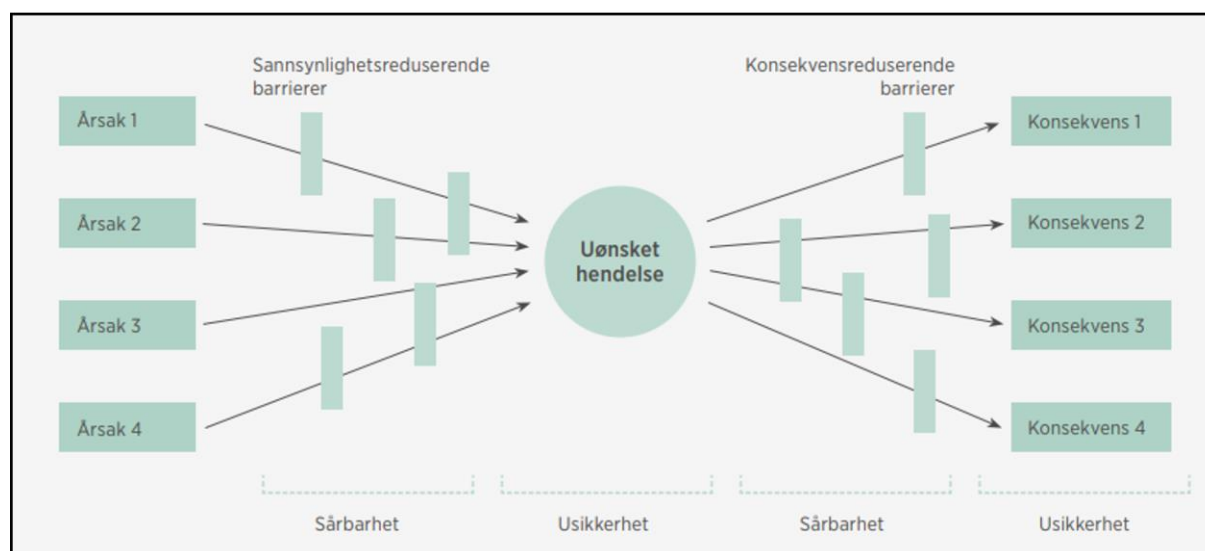 Sannsynlighetsreduserende
barrierer
Konsekvensreduserende
barrierer
Årsak 1
Årsak 2
Årsak 3
Årsak 4
Uønsket
hendelse
Konsekvens 1
Konsekvens 2
Konsekvens 3
Konsekvens 4
Sårbarhet
Usikkerhet
Sårbarhet
Usikkerhet